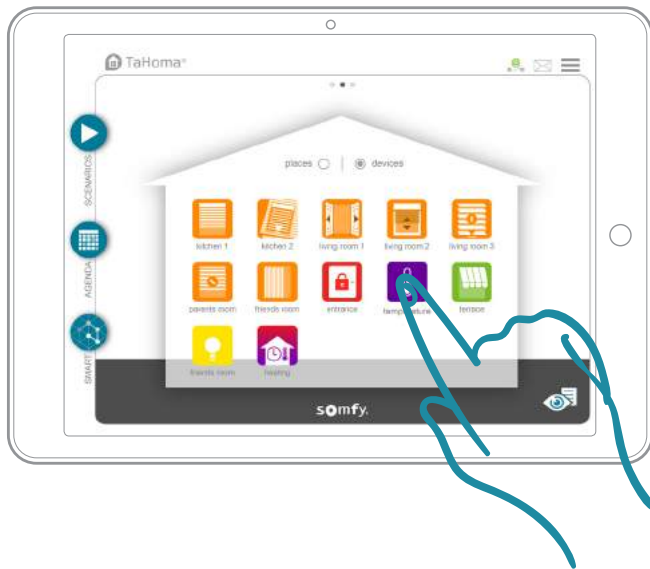 TaHoma®
places | devices
SCENARIOS
kitchen 1 kitchen 2 living room 1 living room 2 living room 3
AGENDA
parents room friends room entrance temperature terrace
SMART
friends room heating
somfy.